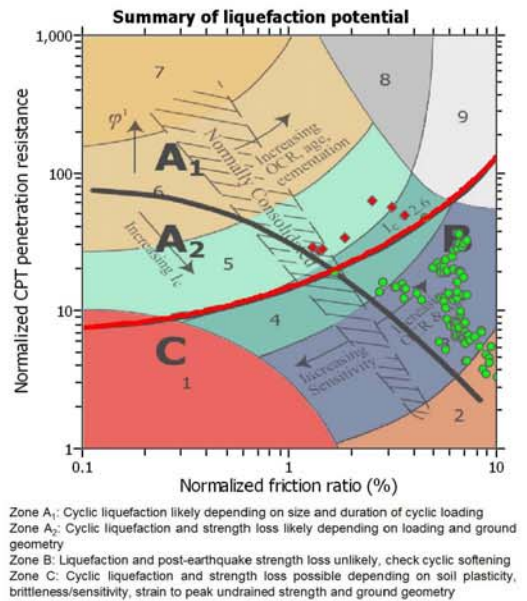 Summary of liquefaction potential
1,000
100
10
1
Normalized CPT penetration resistance
7
8
9
φ'
A1
Increasing
OCR, age,
cementation
Normally Consolidated
6
A2
Increasing Ic
5
Ic
2.6
B
4
C
1
Increasing
Sensitivity
OCR,
2
0.1
1
10
Normalized friction ratio (%)
Zone A1: Cyclic liquefaction likely depending on size and duration of cyclic loading
Zone A2: Cyclic liquefaction and strength loss likely depending on loading and ground
geometry
Zone B: Liquefaction and post-earthquake strength loss unlikely, check cyclic softening
Zone C: Cyclic liquefaction and strength loss possible depending on soil plasticity,
brittleness/sensitivity, strain to peak undrained strength and ground geometry